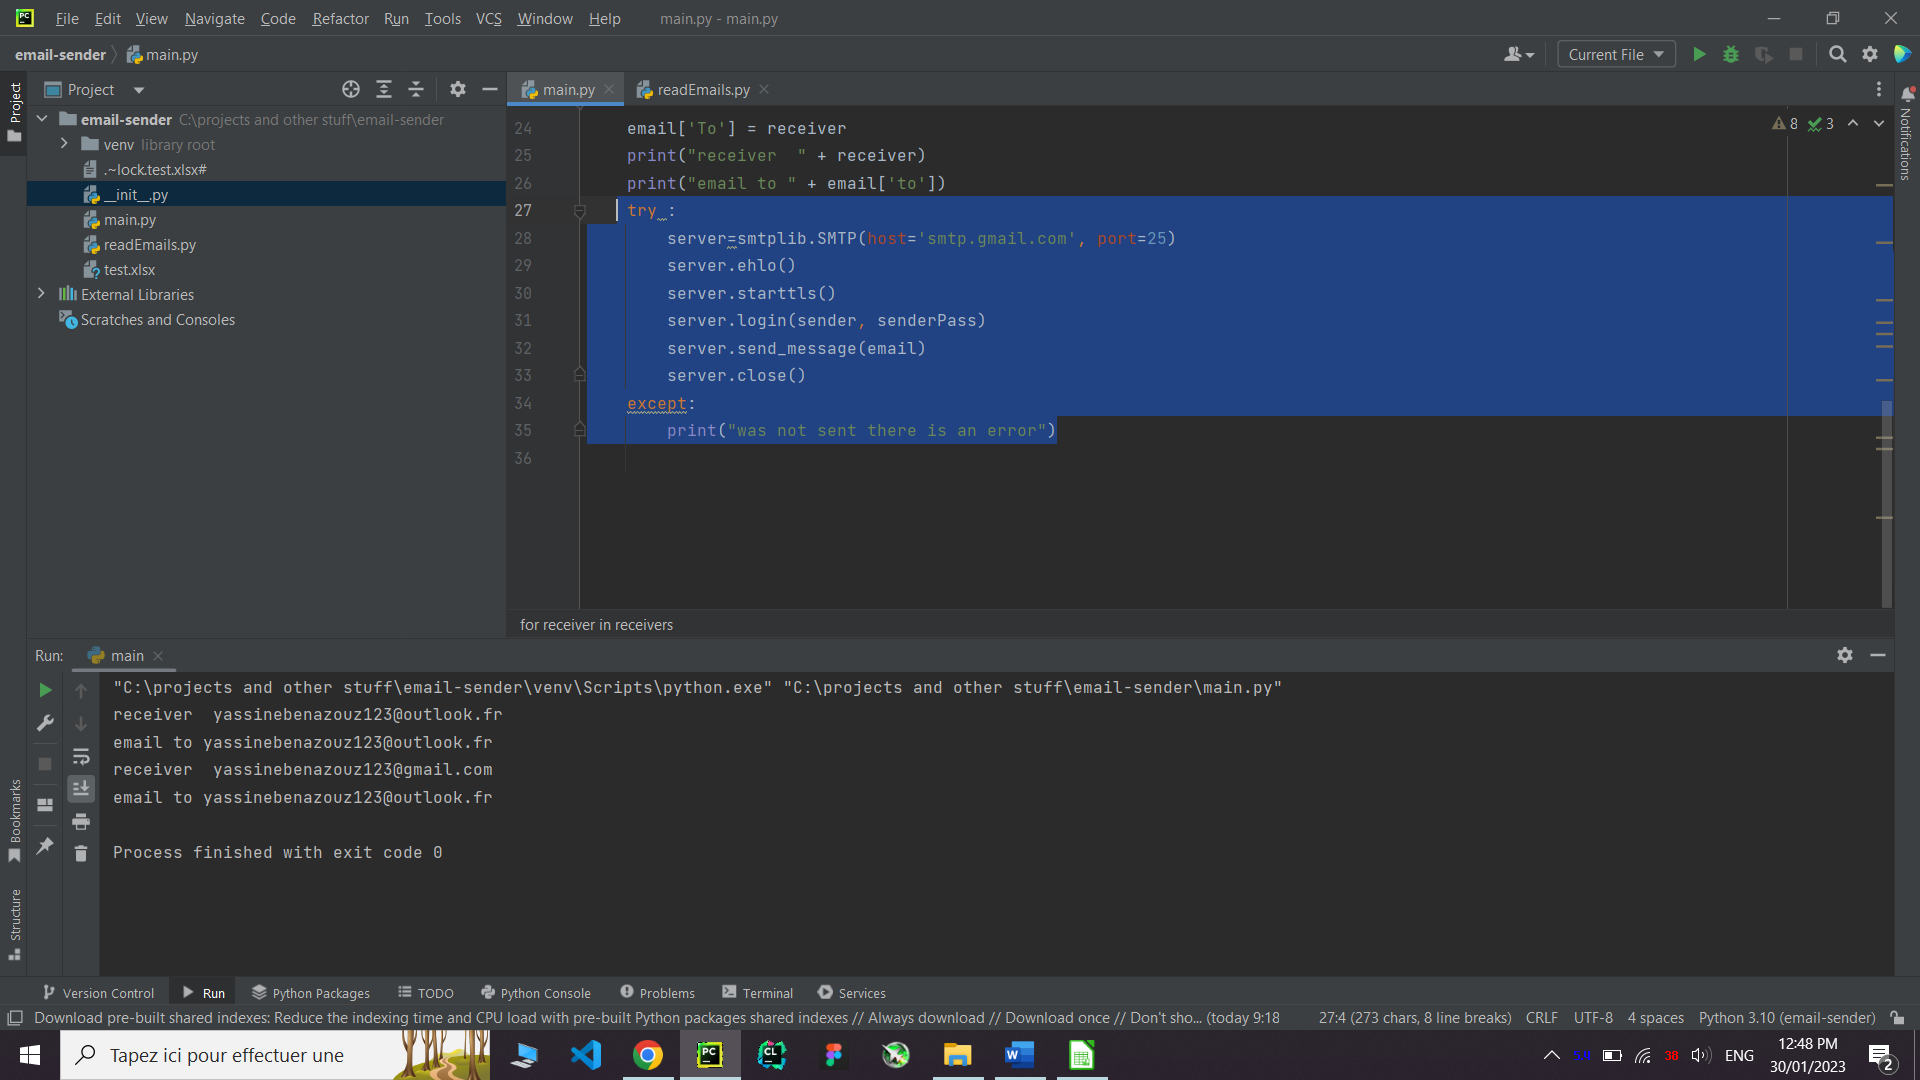 File Edit View Navigate Code Refactor Run Tools VCS Window Help main.py - main.py
email-sender main.py
Current File
Project
Project
main.py
readEmails.py
Notifications
email-sender C:\projects and other stuff\email-sender
venv library root
.~lock.test.xlsx#
__init__.py
main.py
readEmails.py
test.xlsx
External Libraries
Scratches and Consoles
8 3
24 email['To'] = receiver
25 print("receiver  " + receiver)
26 print("email to " + email['to'])
27 try :
28 server=smtplib.SMTP(host='smtp.gmail.com', port=25)
29 server.ehlo()
30 server.starttls()
31 server.login(sender, senderPass)
32 server.send_message(email)
33 server.close()
34 except:
35 print("was not sent there is an error")
36
for receiver in receivers
Run: main
"C:\projects and other stuff\email-sender\venv\Scripts\python.exe" "C:\projects and other stuff\email-sender\main.py"
receiver  yassinebenazouz123@outlook.fr
email to yassinebenazouz123@outlook.fr
receiver  yassinebenazouz123@gmail.com
email to yassinebenazouz123@outlook.fr
Process finished with exit code 0
Bookmarks
Structure
Version Control Run Python Packages TODO Python Console Problems Terminal Services
Download pre-built shared indexes: Reduce the indexing time and CPU load with pre-built Python packages shared indexes // Always download // Download once // Don't sho... (today 9:18 27:4 (273 chars, 8 line breaks) CRLF UTF-8 4 spaces Python 3.10 (email-sender)
Tapez ici pour effectuer une
38 ENG
12:48 PM
30/01/2023
2